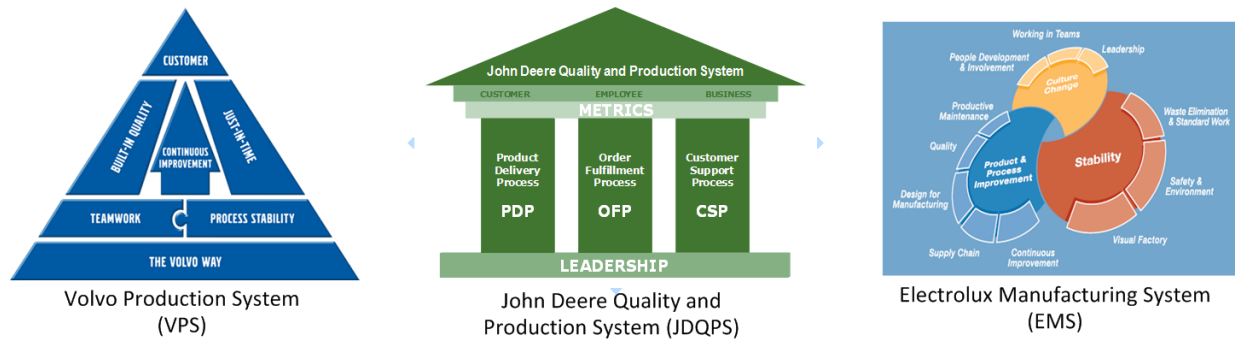 CUSTOMER
BUILT-IN QUALITY
CONTINUOUS
IMPROVEMENT
JUST-IN-TIME
TEAMWORK
PROCESS STABILITY
THE VOLVO WAY
Volvo Production System
(VPS)
John Deere Quality and Production System
CUSTOMER EMPLOYEE BUSINESS
METRICS
Product
Delivery
Process
PDP
Order
Fulfillment
Process
OFP
Customer
Support
Process
CSP
LEADERSHIP
John Deere Quality and
Production System (JDQPS)
Working in Teams
Leadership
People Development
& Involvement
Culture
Change
Productive
Maintenance
Quality
Design for
Manufacturing
Supply Chain
Continuous
Improvement
Product &
Process
Improvement
Stability
Waste Elimination
& Standard Work
Safety &
Environment
Visual Factory
Electrolux Manufacturing System
(EMS)